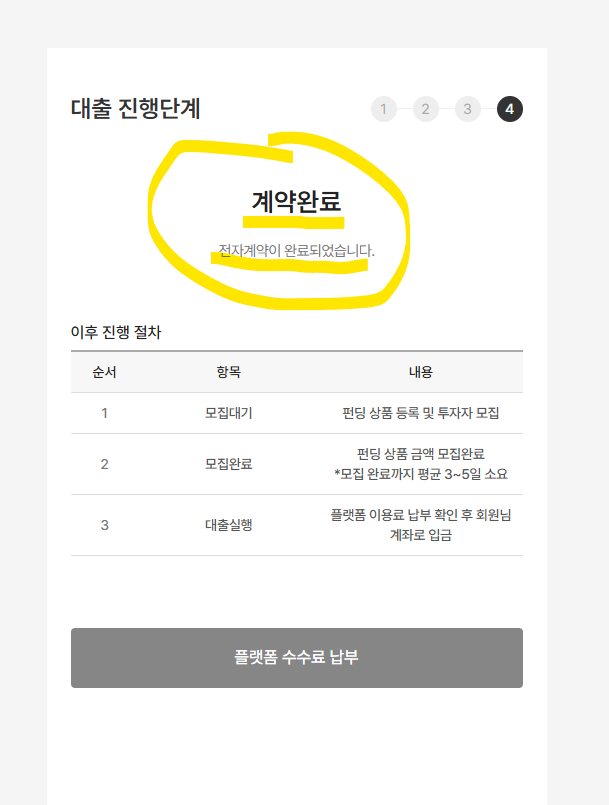 대출 진행단계
1 2 3 4
계약완료
전자계약이 완료되었습니다.
이후 진행 절차
순서 항목 내용
1 모집대기 펀딩 상품 등록 및 투자자 모집
2 모집완료 펀딩 상품 금액 모집완료
*모집 완료까지 평균 3~5일 소요
3 대출실행 플랫폼 이용료 납부 확인 후 회원님
계좌로 입금
플랫폼 수수료 납부